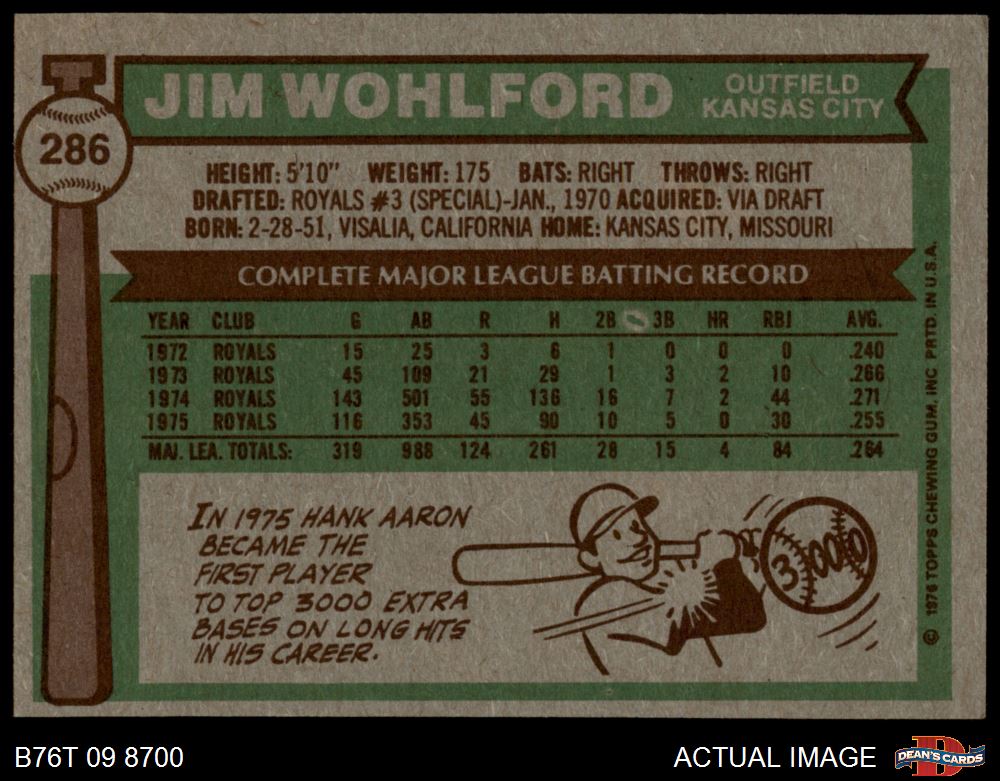 JIM WOHLFORD
OUTFIELD
KANSAS CITY
286
HEIGHT: 5'10" WEIGHT: 175 BATS: RIGHT THROWS: RIGHT
DRAFTED: ROYALS #3 (SPECIAL)-JAN., 1970 ACQUIRED: VIA DRAFT
BORN: 2-28-51, VISALIA, CALIFORNIA HOME: KANSAS CITY, MISSOURI
COMPLETE MAJOR LEAGUE BATTING RECORD
YEAR CLUB G AB R H 2B 3B HR RBI AVG.
1972 ROYALS 15 25 3 6 1 0 0 0 .240
1973 ROYALS 45 109 21 29 1 3 2 10 .266
1974 ROYALS 143 501 55 136 16 7 2 44 .271
1975 ROYALS 116 353 45 90 10 5 0 30 .255
MAJ. LEA. TOTALS: 319 988 124 261 28 15 4 84 .264
IN 1975 HANK AARON
BECAME THE
FIRST PLAYER
TO TOP 3000 EXTRA
BASES ON LONG HITS
IN HIS CAREER.
3000
© 1976 TOPPS CHEWING GUM, INC PRTD. IN U.S.A.
B76T 09 8700
ACTUAL IMAGE
D
DEAN'S CARDS